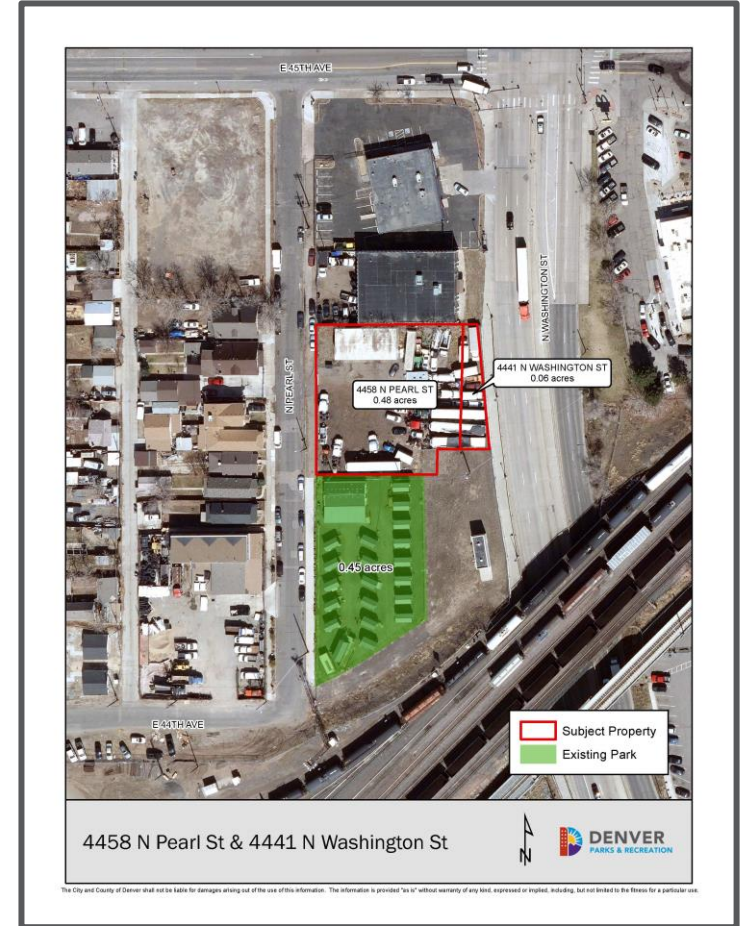 E 45TH AVE
N WASHINGTON ST
N PEARL ST
4441 N WASHINGTON ST
0.06 acres
4458 N PEARL ST
0.48 acres
0.45 acres
E 44TH AVE
Subject Property
Existing Park
4458 N Pearl St & 4441 N Washington St
N
DENVER
PARKS & RECREATION
The City and County of Denver shall not be liable for damages arising out of the use of this information. The information is provided "as is" without warranty of any kind, expressed or implied, including, but not limited to the fitness for a particular use.